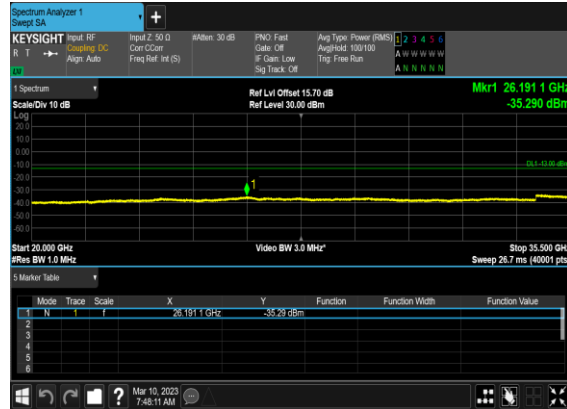 Spectrum Analyzer 1
Swept SA
+
KEYSIGHT
R T
LXI
Input: RF
Coupling: DC
Align: Auto
Input Z: 50 Ω
Corr CCorr
Freq Ref: Int (S)
#Atten: 30 dB
PNO: Fast
Gate: Off
IF Gain: Low
Sig Track: Off
Avg Type: Power (RMS)
Avg|Hold: 100/100
Trig: Free Run
1 2 3 4 5 6
A W W W W W
A N N N N N
1 Spectrum
Scale/Div 10 dB
Ref Lvl Offset 15.70 dB
Ref Level 30.00 dBm
Mkr1 26.191 1 GHz
-35.290 dBm
Log
20.0
10.0
0.00
-10.0
-20.0
-30.0
-40.0
-50.0
-60.0
DL1 -13.00 dBm
1
Start 20.000 GHz
#Res BW 1.0 MHz
Video BW 3.0 MHz*
Stop 35.500 GHz
Sweep 26.7 ms (40001 pts)
5 Marker Table
Mode Trace Scale X Y Function Function Width Function Value
1 N 1 f 26.191 1 GHz -35.29 dBm
2
3
4
5
6
?
Mar 10, 2023
7:48:11 AM